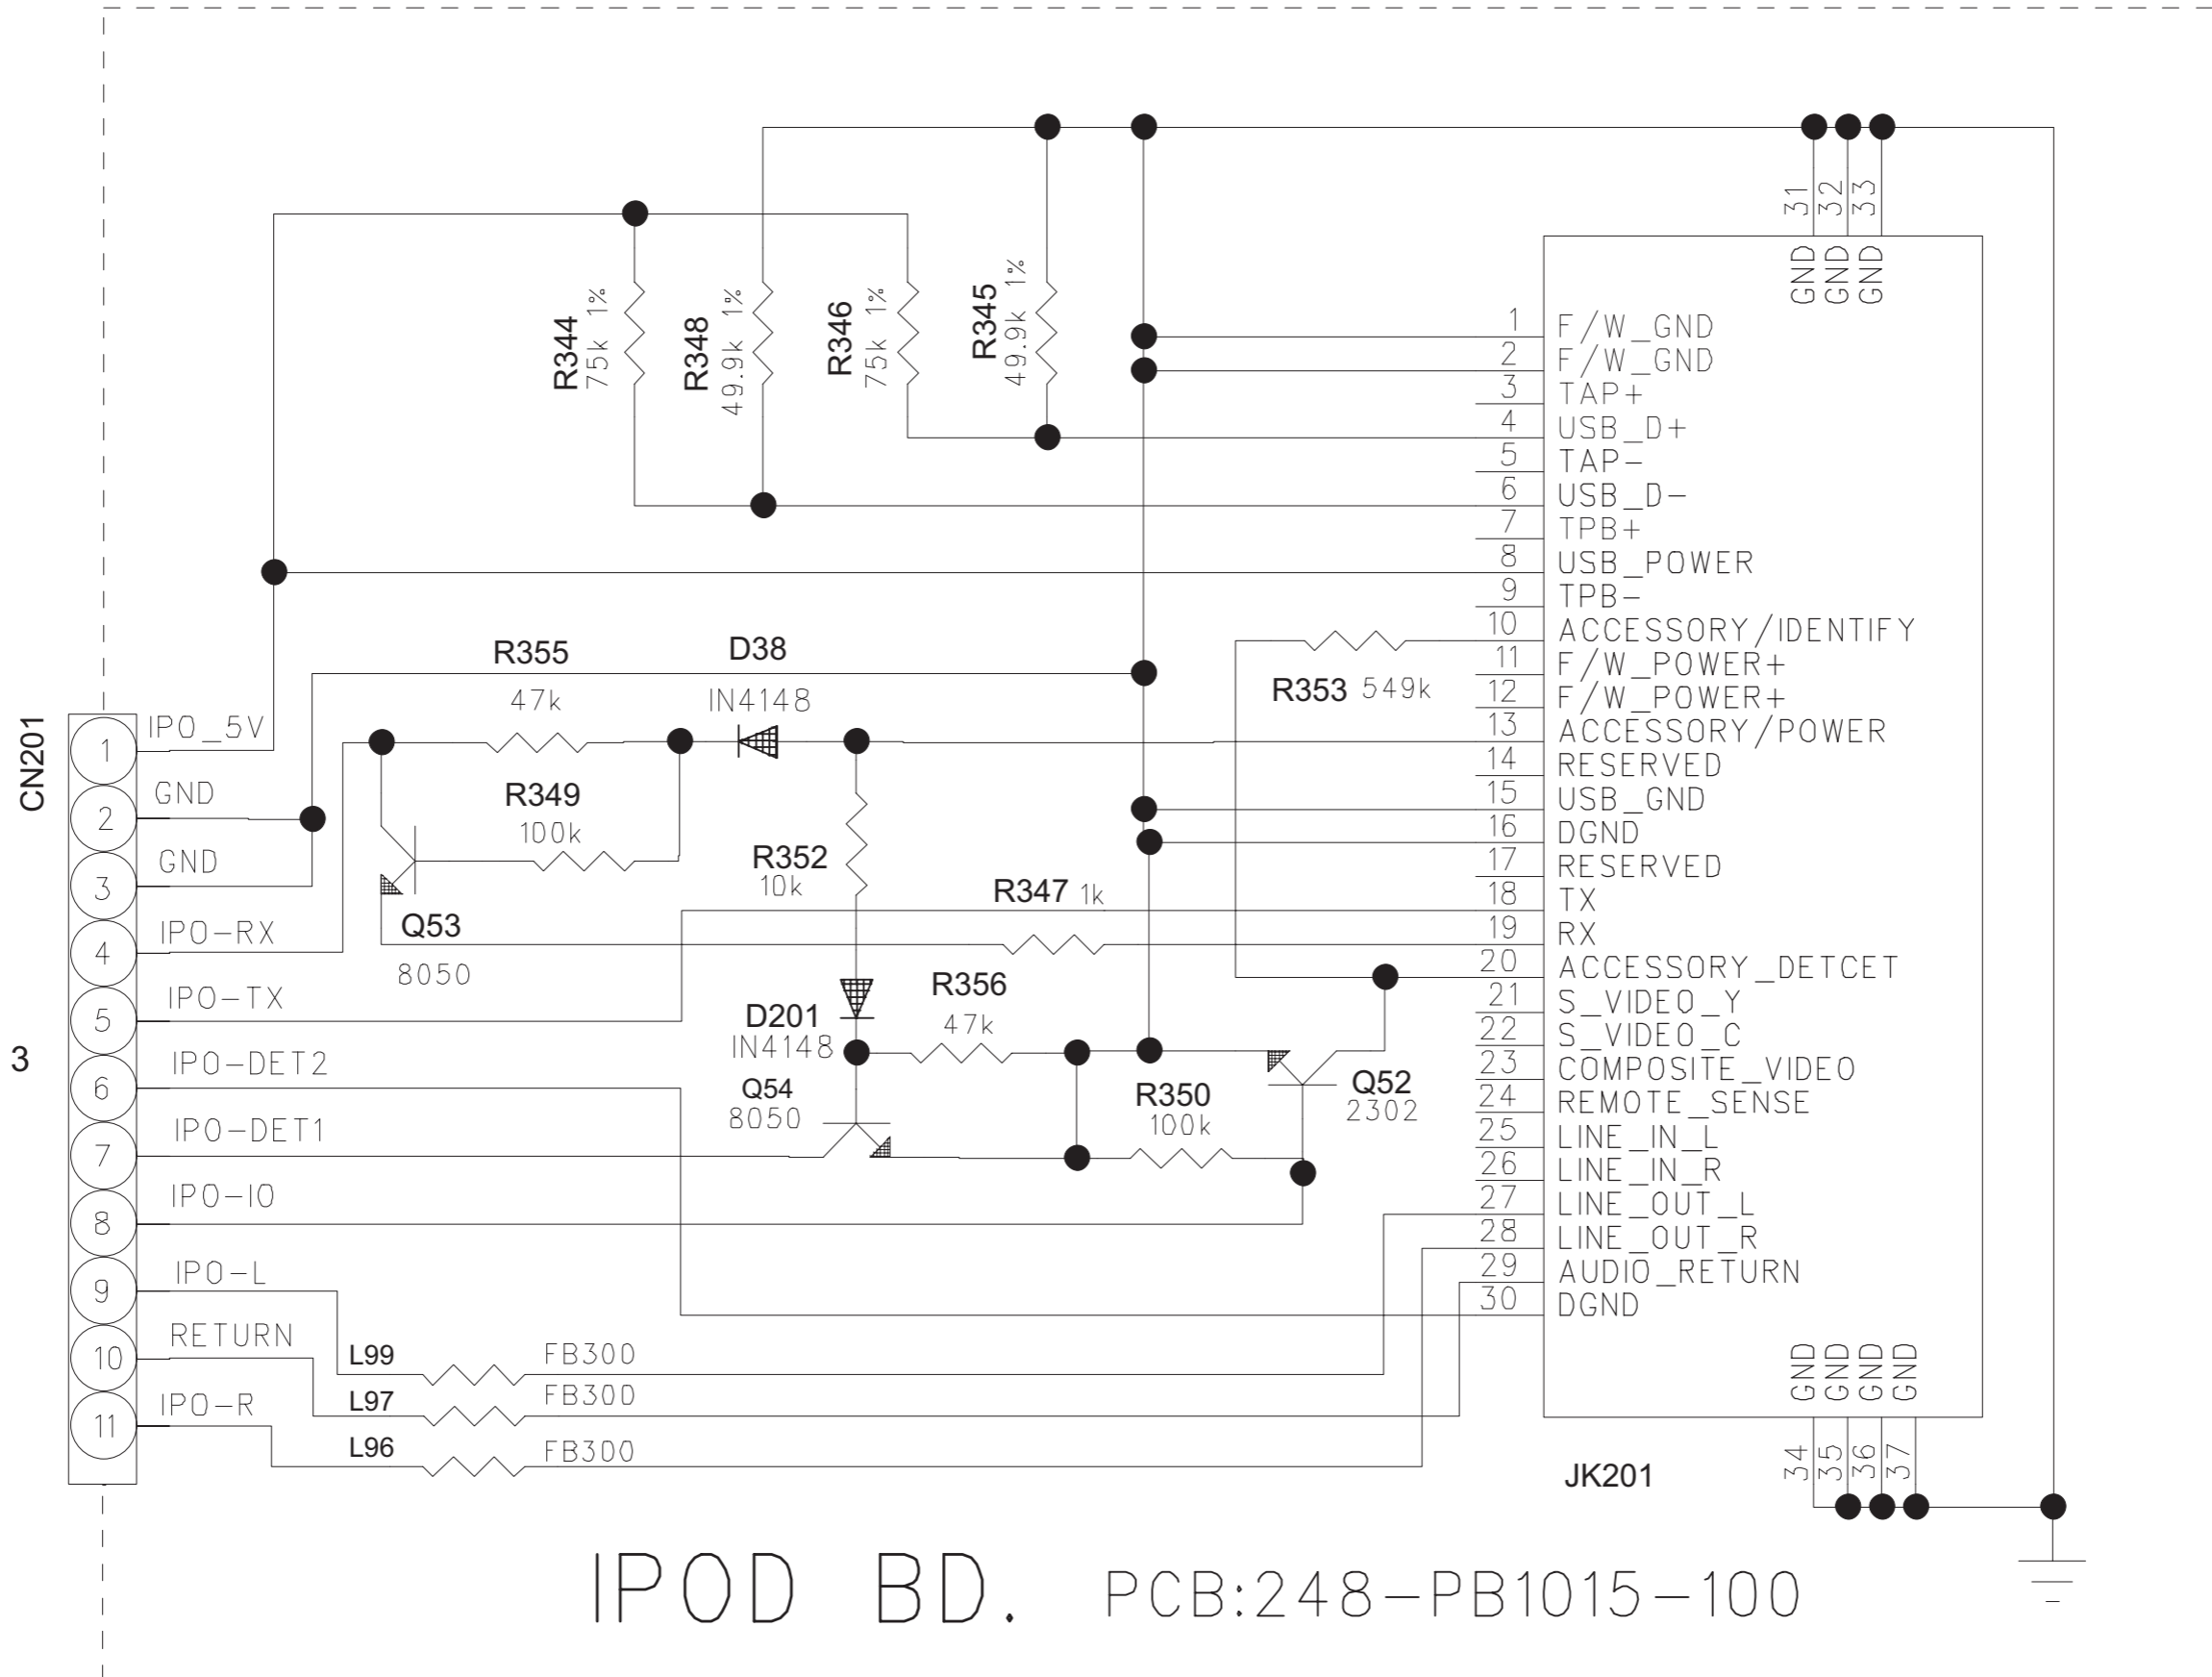 31
32
33
GND
GND
GND
R344
75k 1%
R348
49.9k 1%
R346
75k 1%
R345
49.9k 1%
1 F/W_GND
2 F/W_GND
3 TAP+
4 USB_D+
5 TAP-
6 USB_D-
7 TPB+
8 USB_POWER
9 TPB-
10 ACCESSORY/IDENTIFY
11 F/W_POWER+
12 F/W_POWER+
13 ACCESSORY/POWER
14 RESERVED
15 USB_GND
16 DGND
17 RESERVED
18 TX
19 RX
20 ACCESSORY_DETCET
21 S_VIDEO_Y
22 S_VIDEO_C
23 COMPOSITE_VIDEO
24 REMOTE_SENSE
25 LINE_IN_L
26 LINE_IN_R
27 LINE_OUT_L
28 LINE_OUT_R
29 AUDIO_RETURN
30 DGND
GND
GND
GND
GND
34
35
36
37
JK201
R353 549k
R355
47k
D38
IN4148
R349
100k
R352
10k
R347 1k
Q53
8050
D201
IN4148
R356
47k
Q54
8050
R350
100k
Q52
2302
CN201
3
1 IPO_5V
2 GND
3 GND
4 IPO-RX
5 IPO-TX
6 IPO-DET2
7 IPO-DET1
8 IPO-IO
9 IPO-L
10 RETURN
11 IPO-R
L99 FB300
L97 FB300
L96 FB300
IPOD BD. PCB:248-PB1015-100